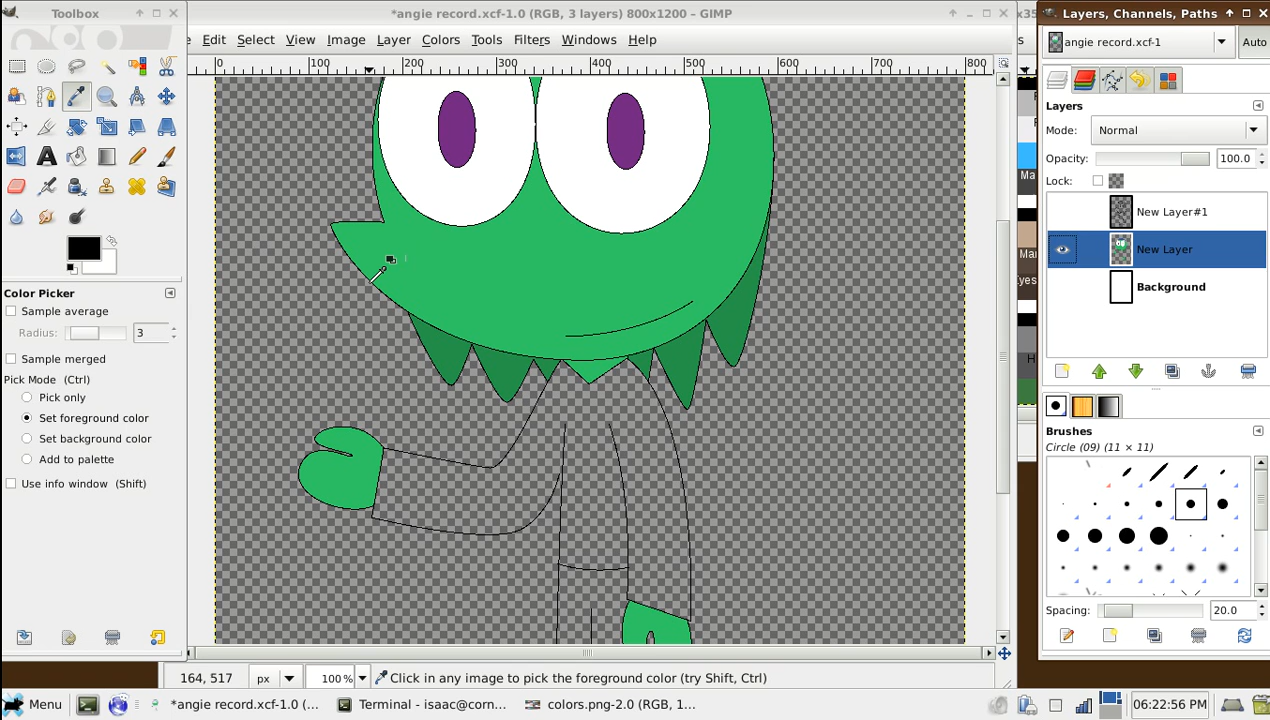 Toolbox
*angie record.xcf-1.0 (RGB, 3 layers) 800x1200 – GIMP
Layers, Channels, Paths
Edit Select View Image Layer Colors Tools Filters Windows Help
angie record.xcf-1
Auto
0 100 200 300 400 500 600 700 800
Layers
Mode: Normal
Opacity: 100.0
Lock:
New Layer#1
New Layer
Background
Color Picker
Sample average
Radius: 3
Sample merged
Pick Mode (Ctrl)
Pick only
Set foreground color
Set background color
Add to palette
Use info window (Shift)
Brushes
Circle (09) (11 × 11)
Spacing: 20.0
164, 517 px 100% Click in any image to pick the foreground color (try Shift, Ctrl)
Menu *angie record.xcf-1.0 (... Terminal - isaac@corn... colors.png-2.0 (RGB, 1... 06:22:56 PM